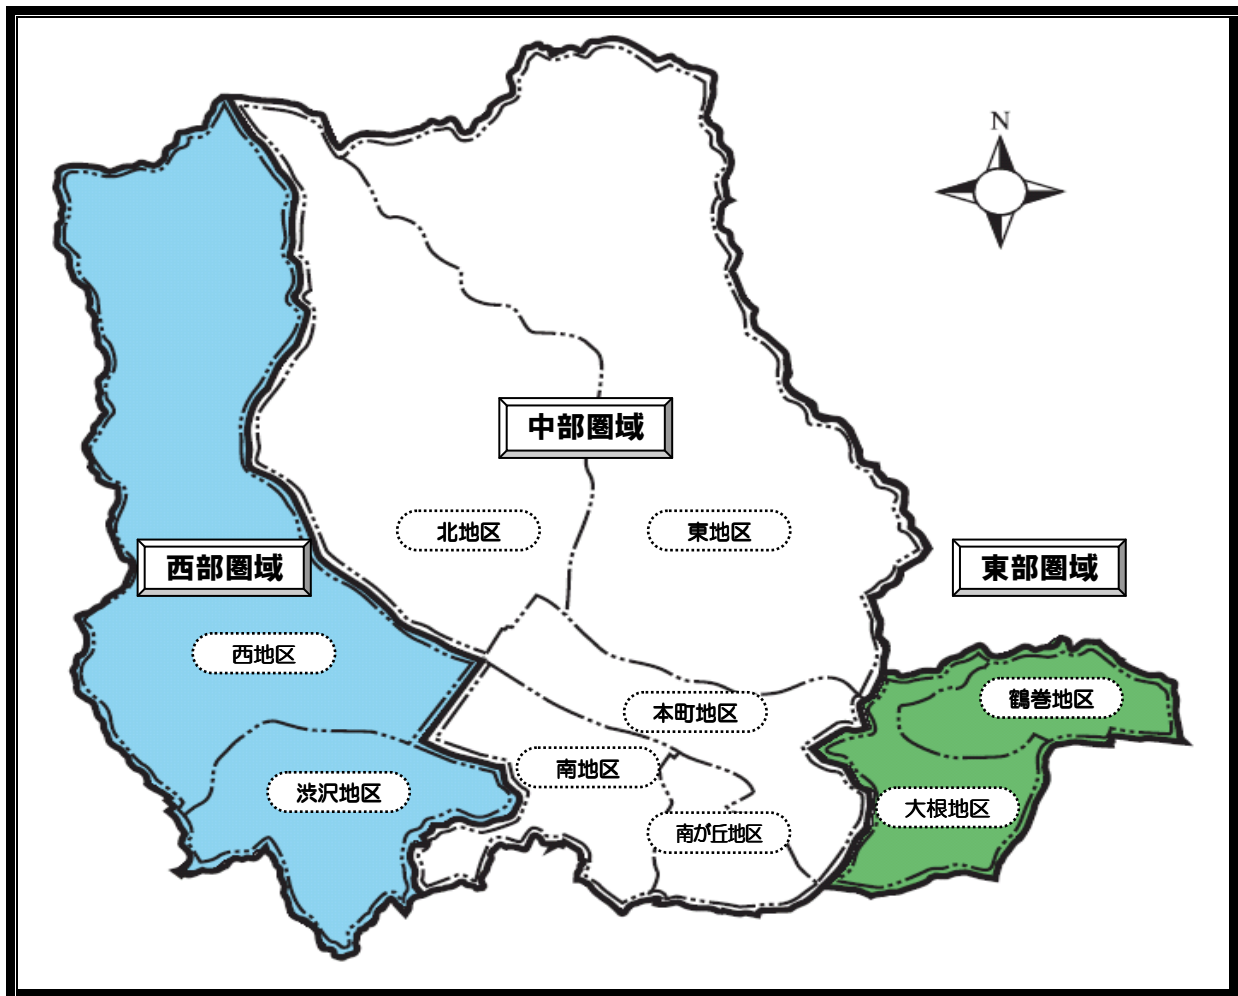 N
中部圏域
北地区
東地区
西部圏域
東部圏域
西地区
鶴巻地区
本町地区
南地区
渋沢地区
大根地区
南が丘地区